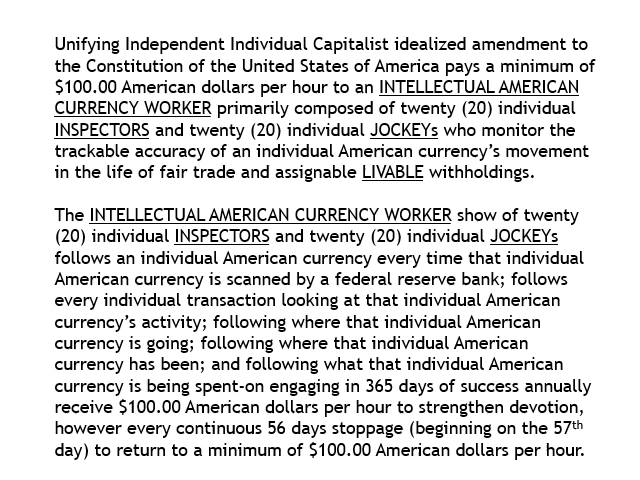 Unifying Independent Individual Capitalist idealized amendment to
the Constitution of the United States of America pays a minimum of
$100.00 American dollars per hour to an INTELLECTUAL AMERICAN
CURRENCY WORKER primarily composed of twenty (20) individual
INSPECTORS and twenty (20) individual JOCKEYs who monitor the
trackable accuracy of an individual American currency's movement
in the life of fair trade and assignable LIVABLE withholdings.

The INTELLECTUAL AMERICAN CURRENCY WORKER show of twenty
(20) individual INSPECTORS and twenty (20) individual JOCKEYs
follows an individual American currency every time that individual
American currency is scanned by a federal reserve bank; follows
every individual transaction looking at that individual American
currency's activity; following where that individual American
currency is going; following where that individual American
currency has been; and following what that individual American
currency is being spent-on engaging in 365 days of success annually
receive $100.00 American dollars per hour to strengthen devotion,
however every continuous 56 days stoppage (beginning on the 57th
day) to return to a minimum of $100.00 American dollars per hour.